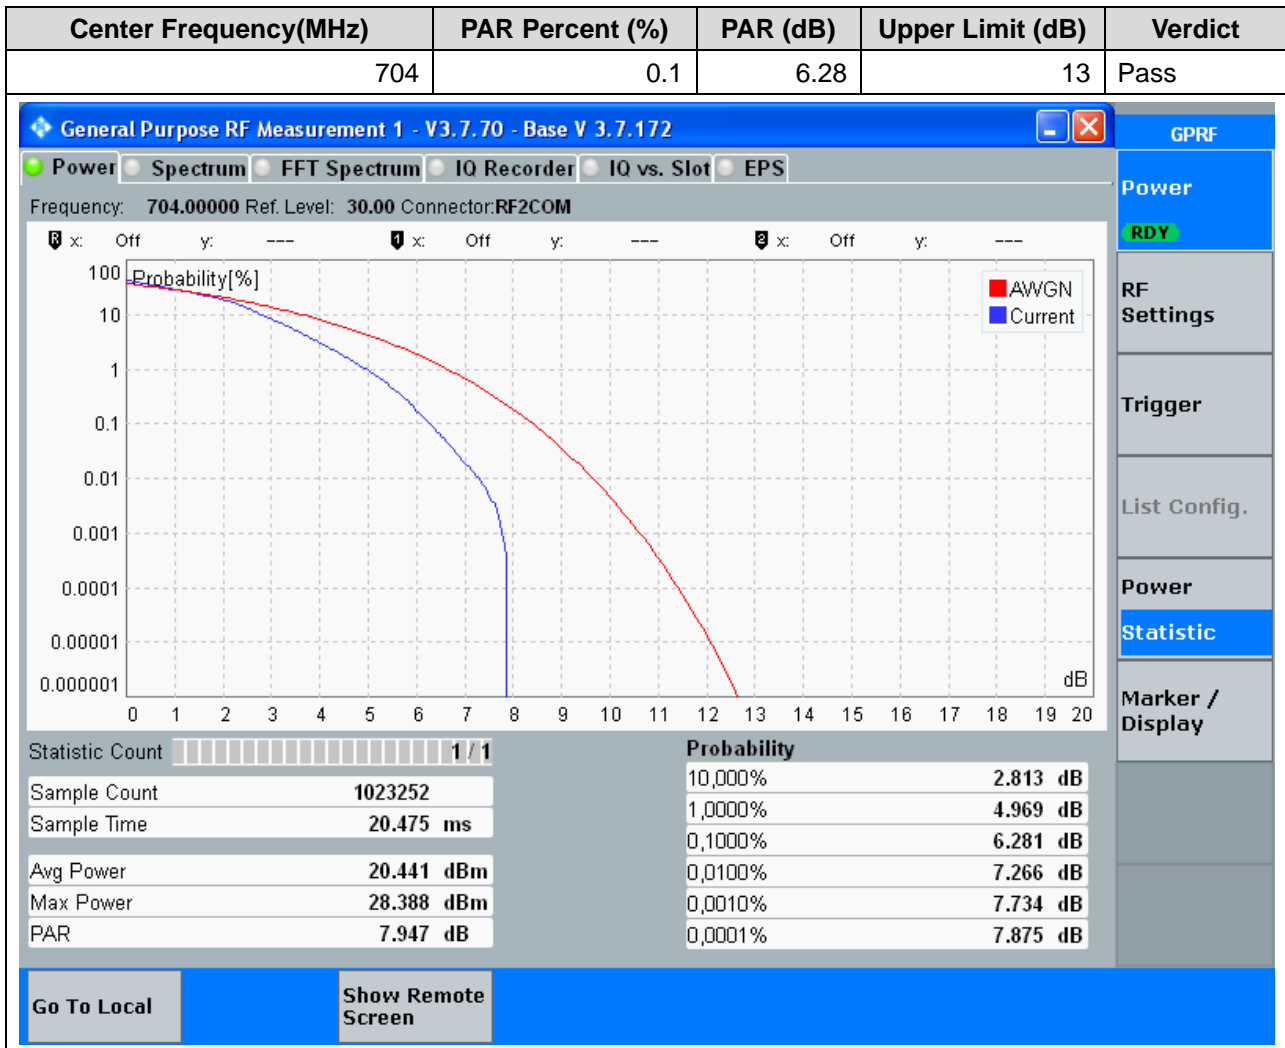 Center Frequency(MHz) PAR Percent (%) PAR (dB) Upper Limit (dB) Verdict
704 0.1 6.28 13 Pass
General Purpose RF Measurement 1 - V3.7.70 - Base V 3.7.172
GPRF
Power Spectrum FFT Spectrum IQ Recorder IQ vs. Slot EPS
Power
RDY
Frequency: 704.00000 Ref. Level: 30.00 Connector:RF2COM
R x: Off y: --- 1 x: Off y: --- 2 x: Off y: ---
Probability[%]
100
10
1
0.1
0.01
0.001
0.0001
0.00001
0.000001
AWGN
Current
dB
0 1 2 3 4 5 6 7 8 9 10 11 12 13 14 15 16 17 18 19 20
RF
Settings
Trigger
List Config.
Power
Statistic
Marker /
Display
Statistic Count 1 / 1
Sample Count 1023252
Sample Time 20.475 ms
Avg Power 20.441 dBm
Max Power 28.388 dBm
PAR 7.947 dB
Probability
10,000% 2.813 dB
1,0000% 4.969 dB
0,1000% 6.281 dB
0,0100% 7.266 dB
0,0010% 7.734 dB
0,0001% 7.875 dB
Go To Local
Show Remote
Screen